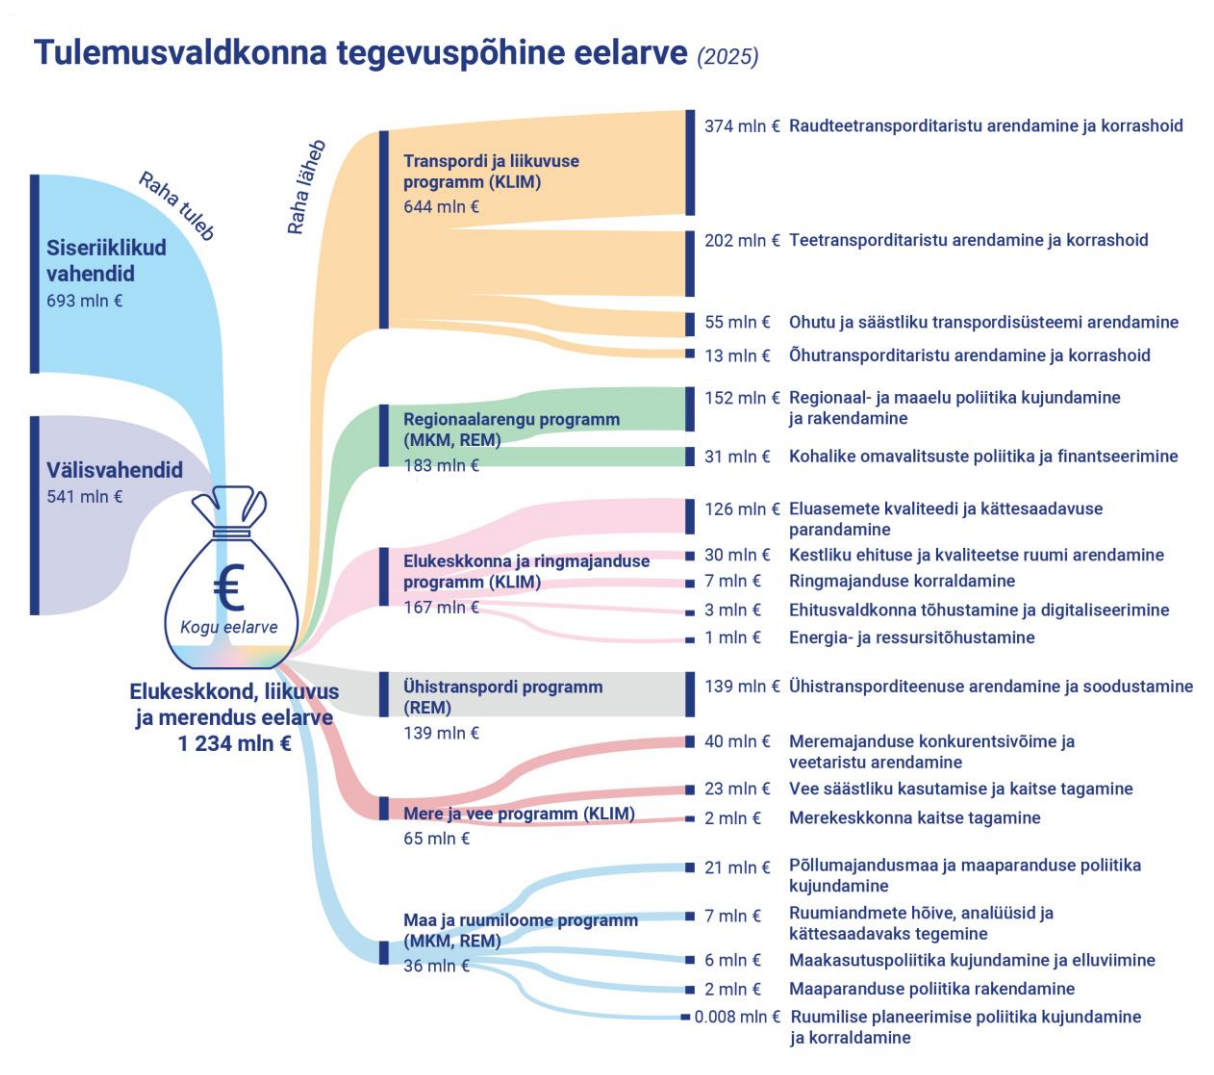 Tulemusvaldkonna tegevuspõhine eelarve (2025)
Raha tuleb
Siseriiklikud
vahendid
693 mln €
Välisvahendid
541 mln €
€
Kogu eelarve
Elukeskkond, liikuvus
ja merendus eelarve
1 234 mln €
Raha läheb
Transpordi ja liikuvuse
programm (KLIM)
644 mln €
374 mln € Raudteetransporditaristu arendamine ja korrashoid
202 mln € Teetransporditaristu arendamine ja korrashoid
55 mln € Ohutu ja säästliku transpordisüsteemi arendamine
13 mln € Õhutransporditaristu arendamine ja korrashoid
Regionaalarengu programm
(MKM, REM)
183 mln €
152 mln € Regionaal- ja maaelu poliitika kujundamine
ja rakendamine
31 mln € Kohalike omavalitsuste poliitika ja finantseerimine
Elukeskkonna ja ringmajanduse
programm (KLIM)
167 mln €
126 mln € Eluasemete kvaliteedi ja kättesaadavuse
parandamine
30 mln € Kestliku ehituse ja kvaliteetse ruumi arendamine
7 mln € Ringmajanduse korraldamine
3 mln € Ehitusvaldkonna tõhustamine ja digitaliseerimine
1 mln € Energia- ja ressursitõhustamine
Ühistranspordi programm
(REM)
139 mln €
139 mln € Ühistransporditeenuse arendamine ja soodustamine
Mere ja vee programm (KLIM)
65 mln €
40 mln € Meremajanduse konkurentsivõime ja
veetaristu arendamine
23 mln € Vee säästliku kasutamise ja kaitse tagamine
2 mln € Merekeskkonna kaitse tagamine
Maa ja ruumiloome programm
(MKM, REM)
36 mln €
21 mln € Põllumajandusmaa ja maaparanduse poliitika
kujundamine
7 mln € Ruumiandmete hõive, analüüsid ja
kättesaadavaks tegemine
6 mln € Maakasutuspoliitika kujundamine ja elluviimine
2 mln € Maaparanduse poliitika rakendamine
0.008 mln € Ruumilise planeerimise poliitika kujundamine
ja korraldamine